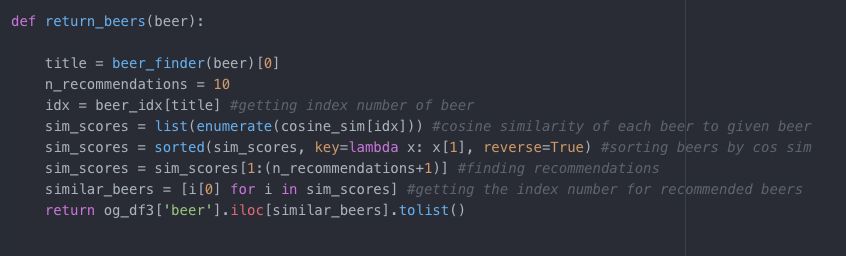 def return_beers(beer):
title = beer_finder(beer)[0]
n_recommendations = 10
idx = beer_idx[title] #getting index number of beer
sim_scores = list(enumerate(cosine_sim[idx])) #cosine similarity of each beer to given beer
sim_scores = sorted(sim_scores, key=lambda x: x[1], reverse=True) #sorting beers by cos sim
sim_scores = sim_scores[1:(n_recommendations+1)] #finding recommendations
similar_beers = [i[0] for i in sim_scores] #getting the index number for recommended beers
return og_df3['beer'].iloc[similar_beers].tolist()